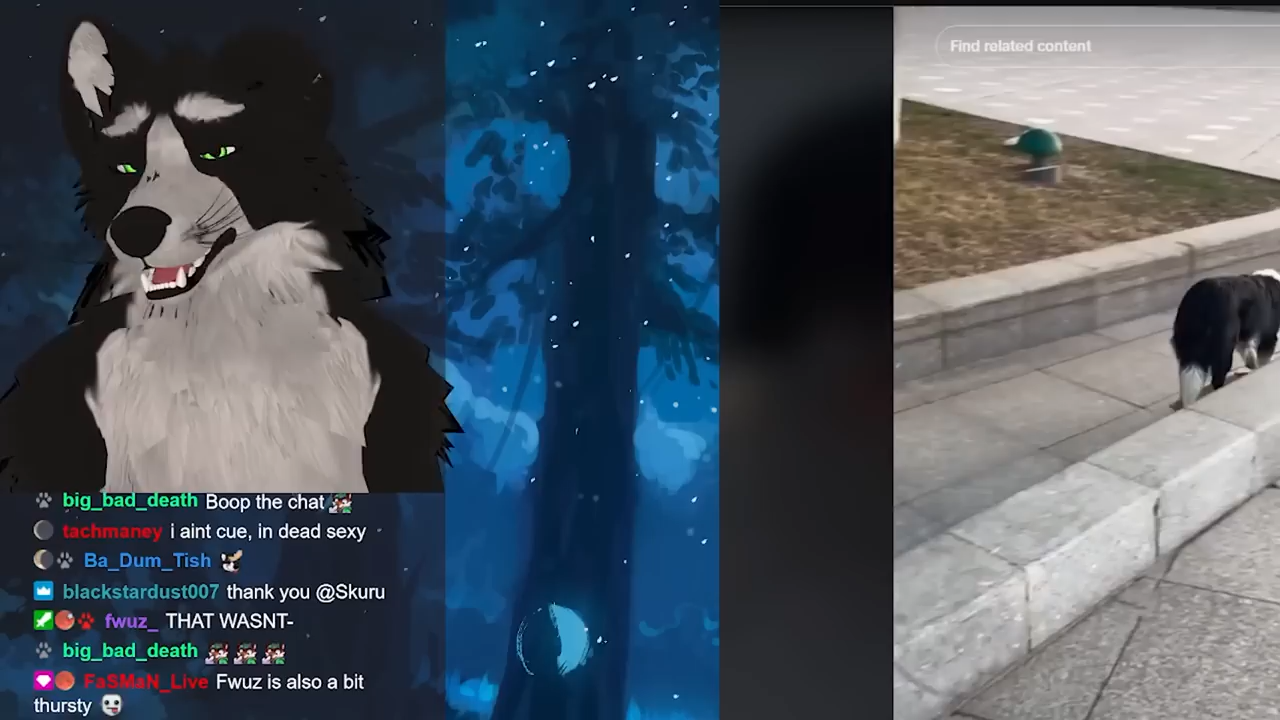 Find related content
big_bad_death Boop the chat
tachmaney i aint cue, in dead sexy
Ba_Dum_Tish
blackstardust007 thank you @Skuru
fwuz_ THAT WASNT-
big_bad_death
FaSMaN_Live Fwuz is also a bit
thursty